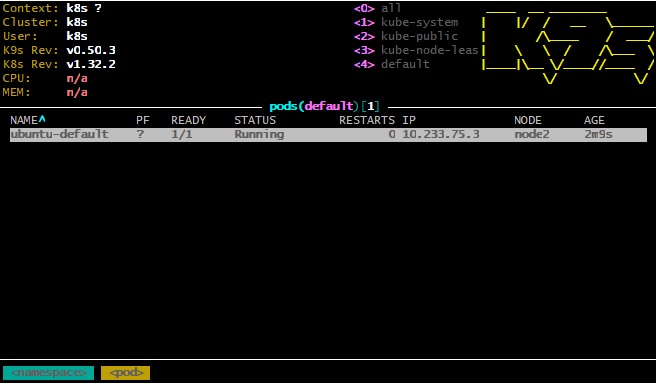 Context: k8s ? <0> all
Cluster: k8s <1> kube-system
User: k8s <2> kube-public
K9s Rev: v0.50.3 <3> kube-node-leas
K8s Rev: v1.32.2 <4> default
CPU: n/a
MEM: n/a
pods(default)[1]
NAME^ PF READY STATUS RESTARTS IP NODE AGE
ubuntu-default ? 1/1 Running 0 10.233.75.3 node2 2m9s
<namespace> <pod>